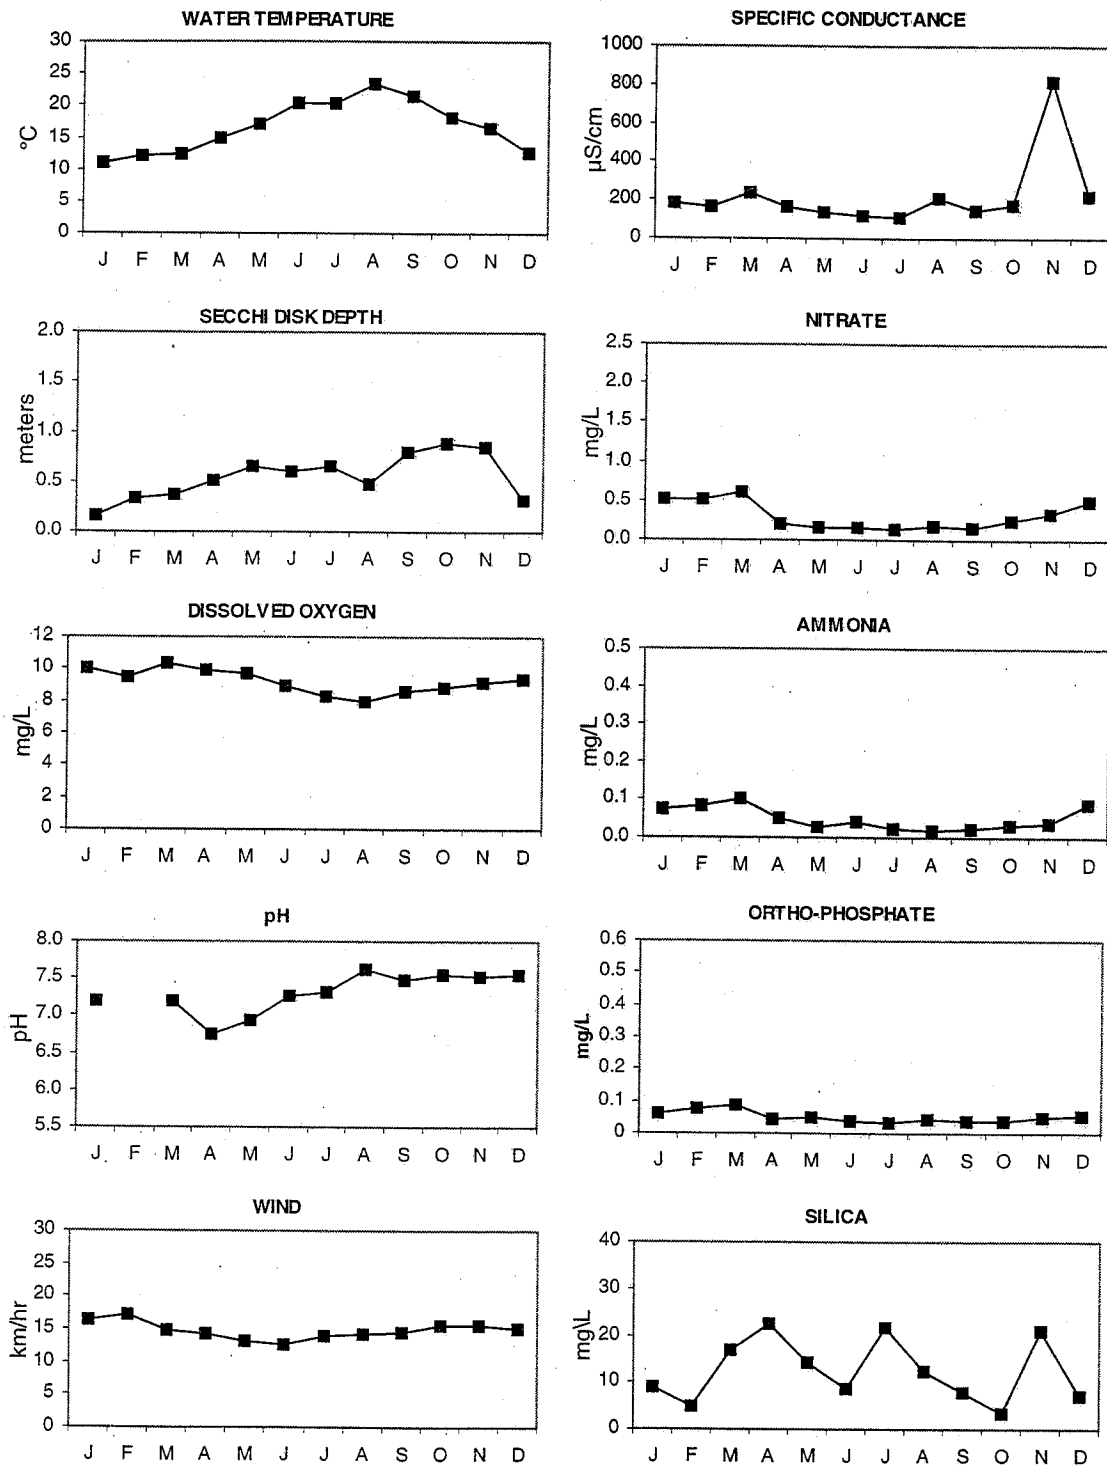 WATER TEMPERATURE
°C
30
25
20
15
10
5
0
J F M A M J J A S O N D
SPECIFIC CONDUCTANCE
µS/cm
1000
800
600
400
200
0
J F M A M J J A S O N D
SECCHI DISK DEPTH
meters
2.0
1.5
1.0
0.5
0.0
J F M A M J J A S O N D
NITRATE
mg/L
2.5
2.0
1.5
1.0
0.5
0.0
J F M A M J J A S O N D
DISSOLVED OXYGEN
mg/L
12
10
8
6
4
2
0
J F M A M J J A S O N D
AMMONIA
mg/L
0.5
0.4
0.3
0.2
0.1
0.0
J F M A M J J A S O N D
pH
pH
8.0
7.5
7.0
6.5
6.0
5.5
J F M A M J J A S O N D
ORTHO-PHOSPHATE
mg/L
0.6
0.5
0.4
0.3
0.2
0.1
0
J F M A M J J A S O N D
WIND
km/hr
30
25
20
15
10
5
0
J F M A M J J A S O N D
SILICA
mg\L
40
30
20
10
0
J F M A M J J A S O N D